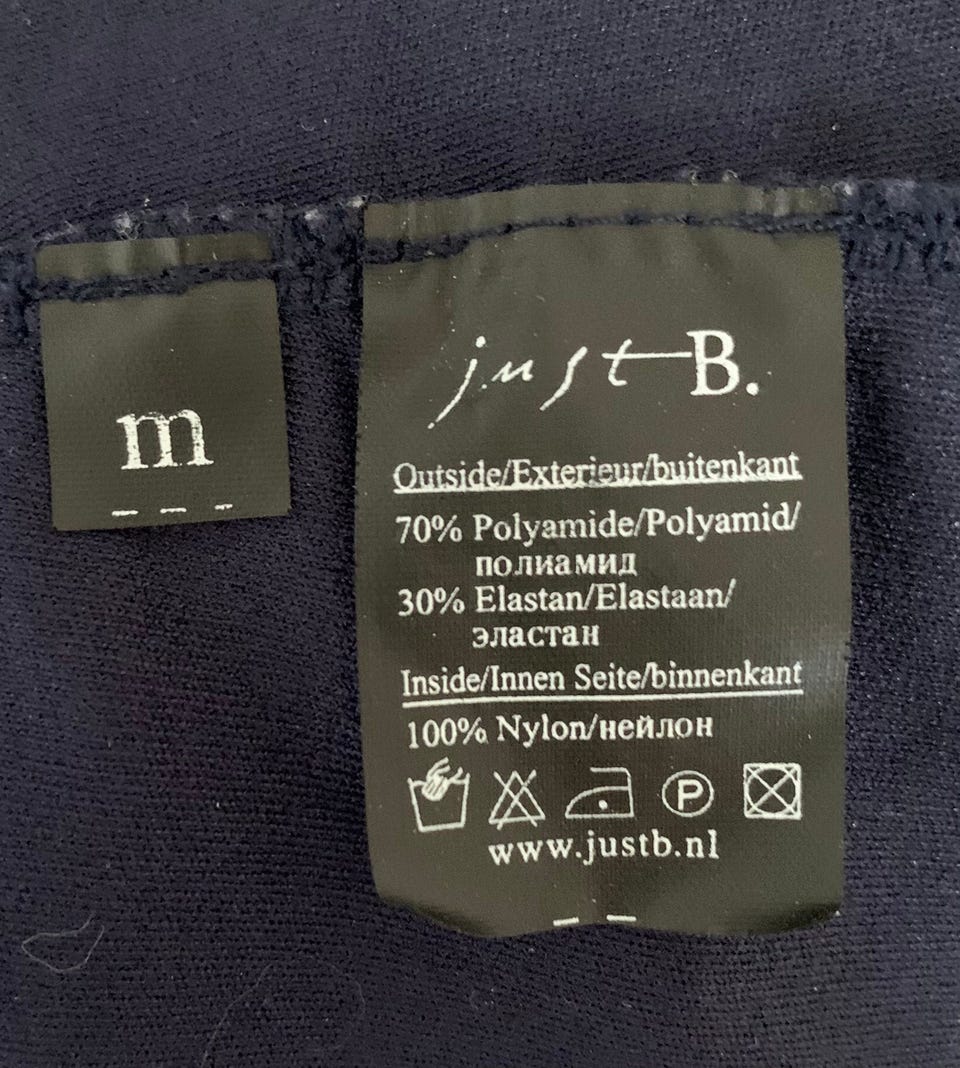 m
just B.
Outside/Exterieur/buitenkant
70% Polyamide/Polyamid/
полиамид
30% Elastan/Elastaan/
эластан
Inside/Innen Seite/binnenkant
100% Nylon/нейлон
P
www.justb.nl